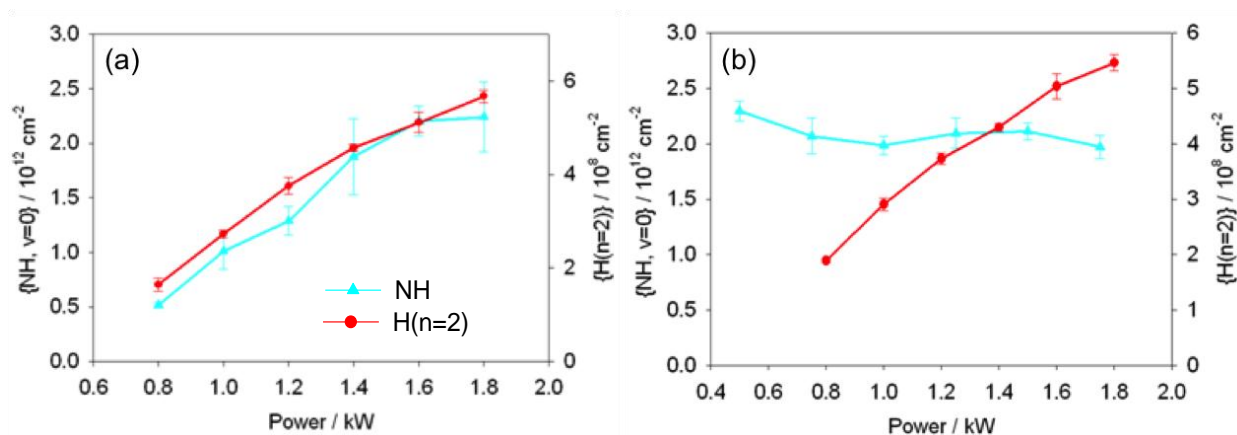 (a)
3.0
2.5
2.0
1.5
1.0
0.5
0.0
{NH, v=0} / 10¹² cm⁻²
6
4
2
0
{H(n=2)} / 10⁸ cm⁻²
NH
H(n=2)
0.6 0.8 1.0 1.2 1.4 1.6 1.8 2.0
Power / kW
(b)
3.0
2.5
2.0
1.5
1.0
0.5
0.0
{NH, v=0} / 10¹² cm⁻²
6
5
4
3
2
1
0
{H(n=2)} / 10⁸ cm⁻²
0.4 0.6 0.8 1.0 1.2 1.4 1.6 1.8 2.0
Power / kW